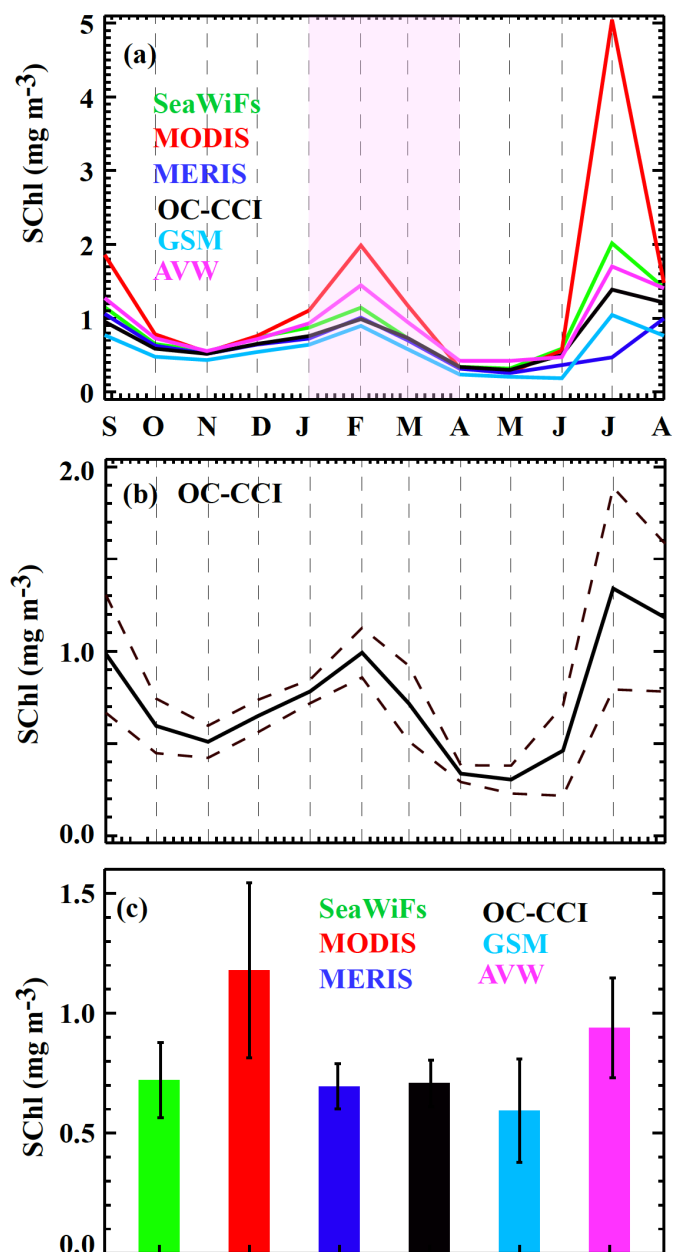 5
(a)
SeaWiFs
4
MODIS
MERIS
3
OC-CCI
GSM
2
AVW
1
0
SChl (mg m-3)
S O N D J F M A M J J A
2.0
(b) OC-CCI
1.0
0.0
SChl (mg m-3)
1.5
(c)
SeaWiFs OC-CCI
MODIS GSM
MERIS AVW
1.0
0.5
0.0
SChl (mg m-3)